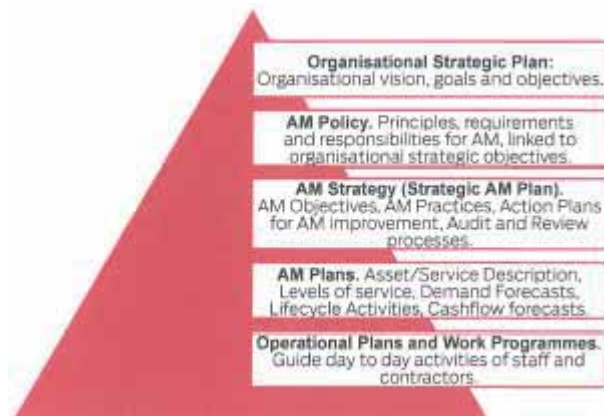 Organisational Strategic Plan:
Organisational vision, goals and objectives.
AM Policy. Principles, requirements
and responsibilities for AM, linked to
organisational strategic objectives.
AM Strategy (Strategic AM Plan).
AM Objectives, AM Practices, Action Plans
for AM improvement, Audit and Review
processes.
AM Plans. Asset/Service Description,
Levels of service, Demand Forecasts,
Lifecycle Activities, Cashflow forecasts.
Operational Plans and Work Programmes.
Guide day to day activities of staff and
contractors.